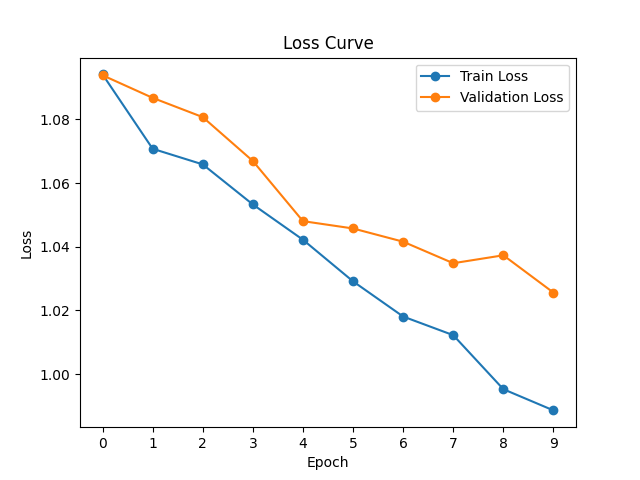 Loss Curve
Train Loss
Validation Loss
1.08
1.06
1.04
1.02
1.00
Loss
0 1 2 3 4 5 6 7 8 9
Epoch